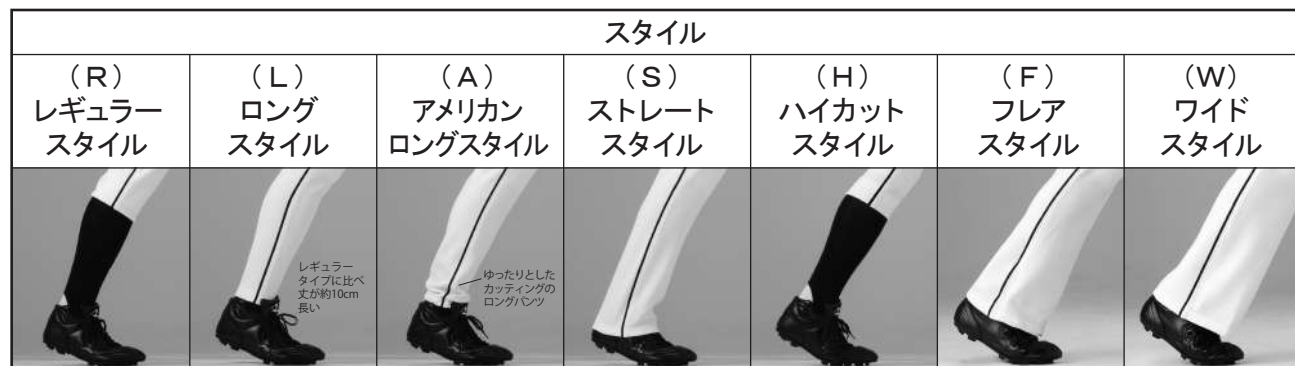 スタイル
（R）
レギュラー
スタイル
（L）
ロング
スタイル
（A）
アメリカン
ロングスタイル
（S）
ストレート
スタイル
（H）
ハイカット
スタイル
（F）
フレア
スタイル
（W）
ワイド
スタイル
レギュラー
タイプに比べ
丈が約10cm
長い
ゆったりとした
カッティングの
ロングパンツ